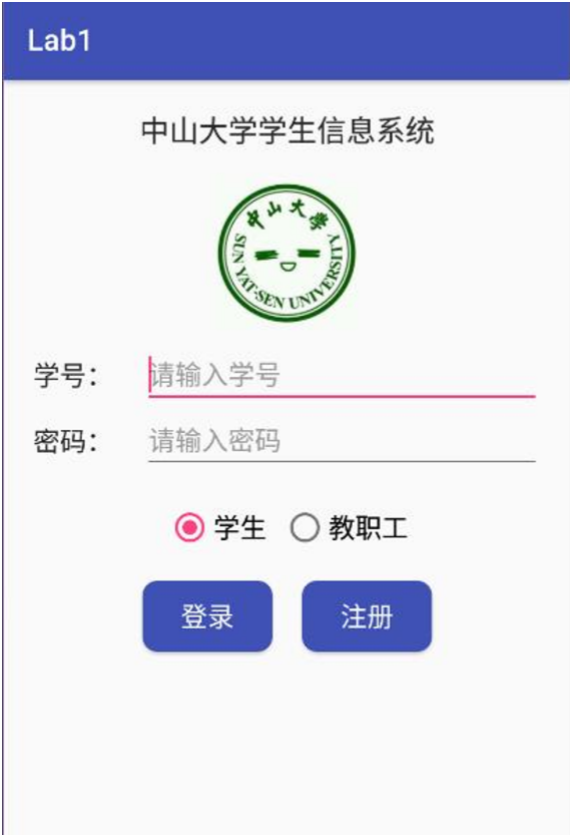 Lab1
中山大学学生信息系统
中山大学
SUN YAT-SEN UNIVERSITY
学号： 请输入学号
密码： 请输入密码
学生 教职工
登录 注册